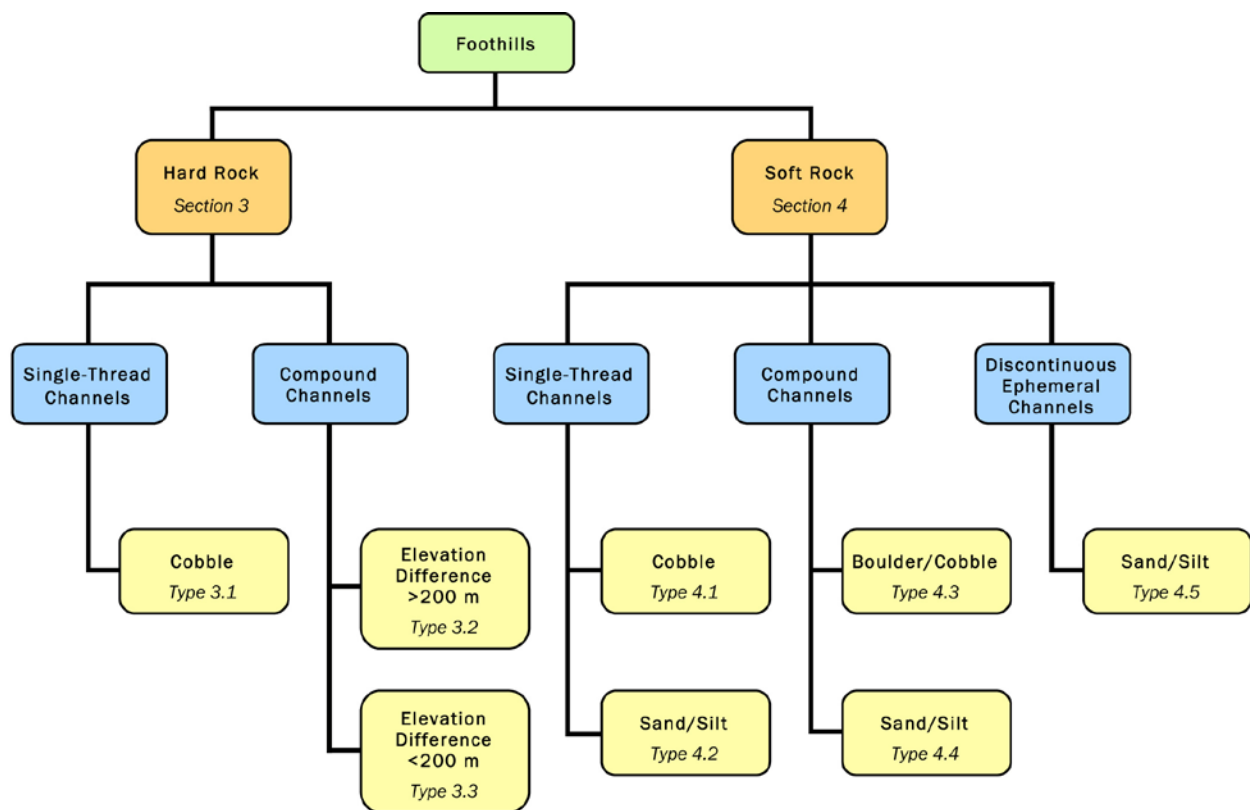 Foothills
Hard Rock
Section 3
Soft Rock
Section 4
Single-Thread
Channels
Compound
Channels
Single-Thread
Channels
Compound
Channels
Discontinuous
Ephemeral
Channels
Cobble
Type 3.1
Elevation
Difference
>200 m
Type 3.2
Cobble
Type 4.1
Boulder/Cobble
Type 4.3
Sand/Silt
Type 4.5
Elevation
Difference
<200 m
Type 3.3
Sand/Silt
Type 4.2
Sand/Silt
Type 4.4